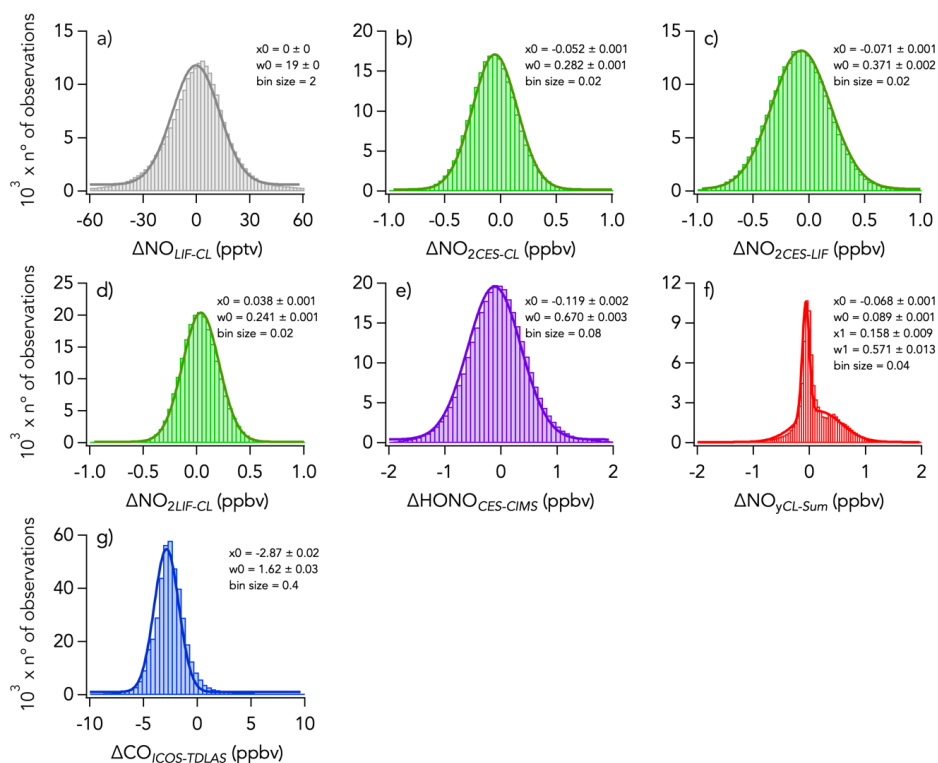 10^3 x n° of observations
15
10
5
0
a)
x0 = 0 ± 0
w0 = 19 ± 0
bin size = 2
-60 -30 0 30 60
ΔNO_LIF-CL (pptv)
20
15
10
5
0
b)
x0 = -0.052 ± 0.001
w0 = 0.282 ± 0.001
bin size = 0.02
-1.0 -0.5 0.0 0.5 1.0
ΔNO_2CES-CL (ppbv)
15
10
5
0
c)
x0 = -0.071 ± 0.001
w0 = 0.371 ± 0.002
bin size = 0.02
-1.0 -0.5 0.0 0.5 1.0
ΔNO_2CES-LIF (ppbv)
10^3 x n° of observations
25
20
15
10
5
0
d)
x0 = 0.038 ± 0.001
w0 = 0.241 ± 0.001
bin size = 0.02
-1.0 -0.5 0.0 0.5 1.0
ΔNO_2LIF-CL (ppbv)
20
15
10
5
0
e)
x0 = -0.119 ± 0.002
w0 = 0.670 ± 0.003
bin size = 0.08
-2 -1 0 1 2
ΔHONO_CES-CIMS (ppbv)
12
9
6
3
0
f)
x0 = -0.068 ± 0.001
w0 = 0.089 ± 0.001
x1 = 0.158 ± 0.009
w1 = 0.571 ± 0.013
bin size = 0.04
-2 -1 0 1 2
ΔNO_yCL-Sum (ppbv)
10^3 x n° of observations
60
40
20
0
g)
x0 = -2.87 ± 0.02
w0 = 1.62 ± 0.03
bin size = 0.4
-10 -5 0 5 10
ΔCO_ICOS-TDLAS (ppbv)